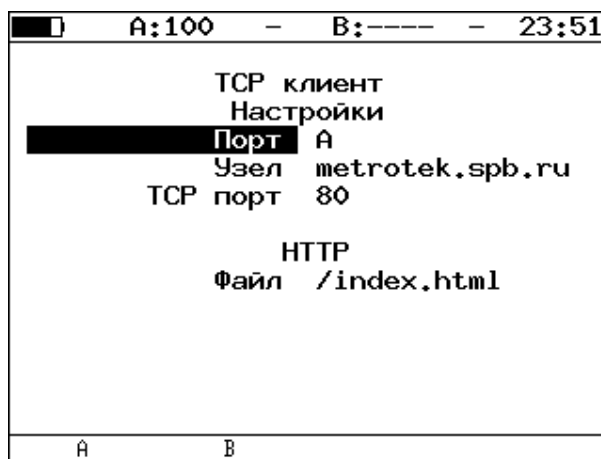 A:100 – B:---- – 23:51
TCP клиент
Настройки
Порт A
Узел metrotek.spb.ru
TCP порт 80
HTTP
Файл /index.html
A B